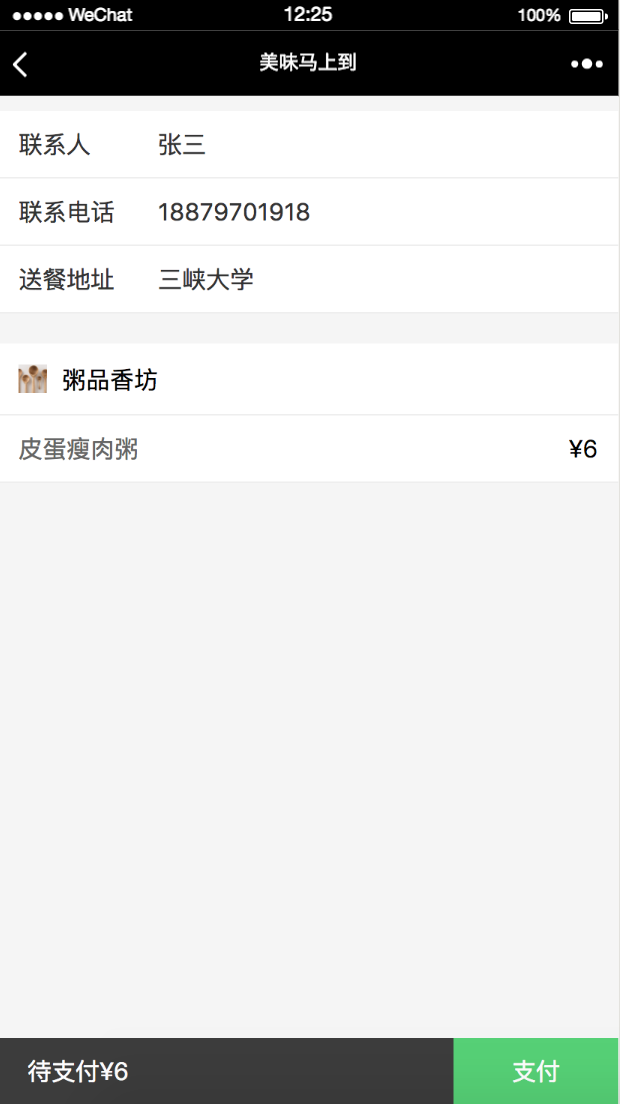 ●●●●● WeChat 12:25 100%
美味马上到
联系人 张三
联系电话 18879701918
送餐地址 三峡大学
粥品香坊
皮蛋瘦肉粥 ¥6
待支付¥6 支付